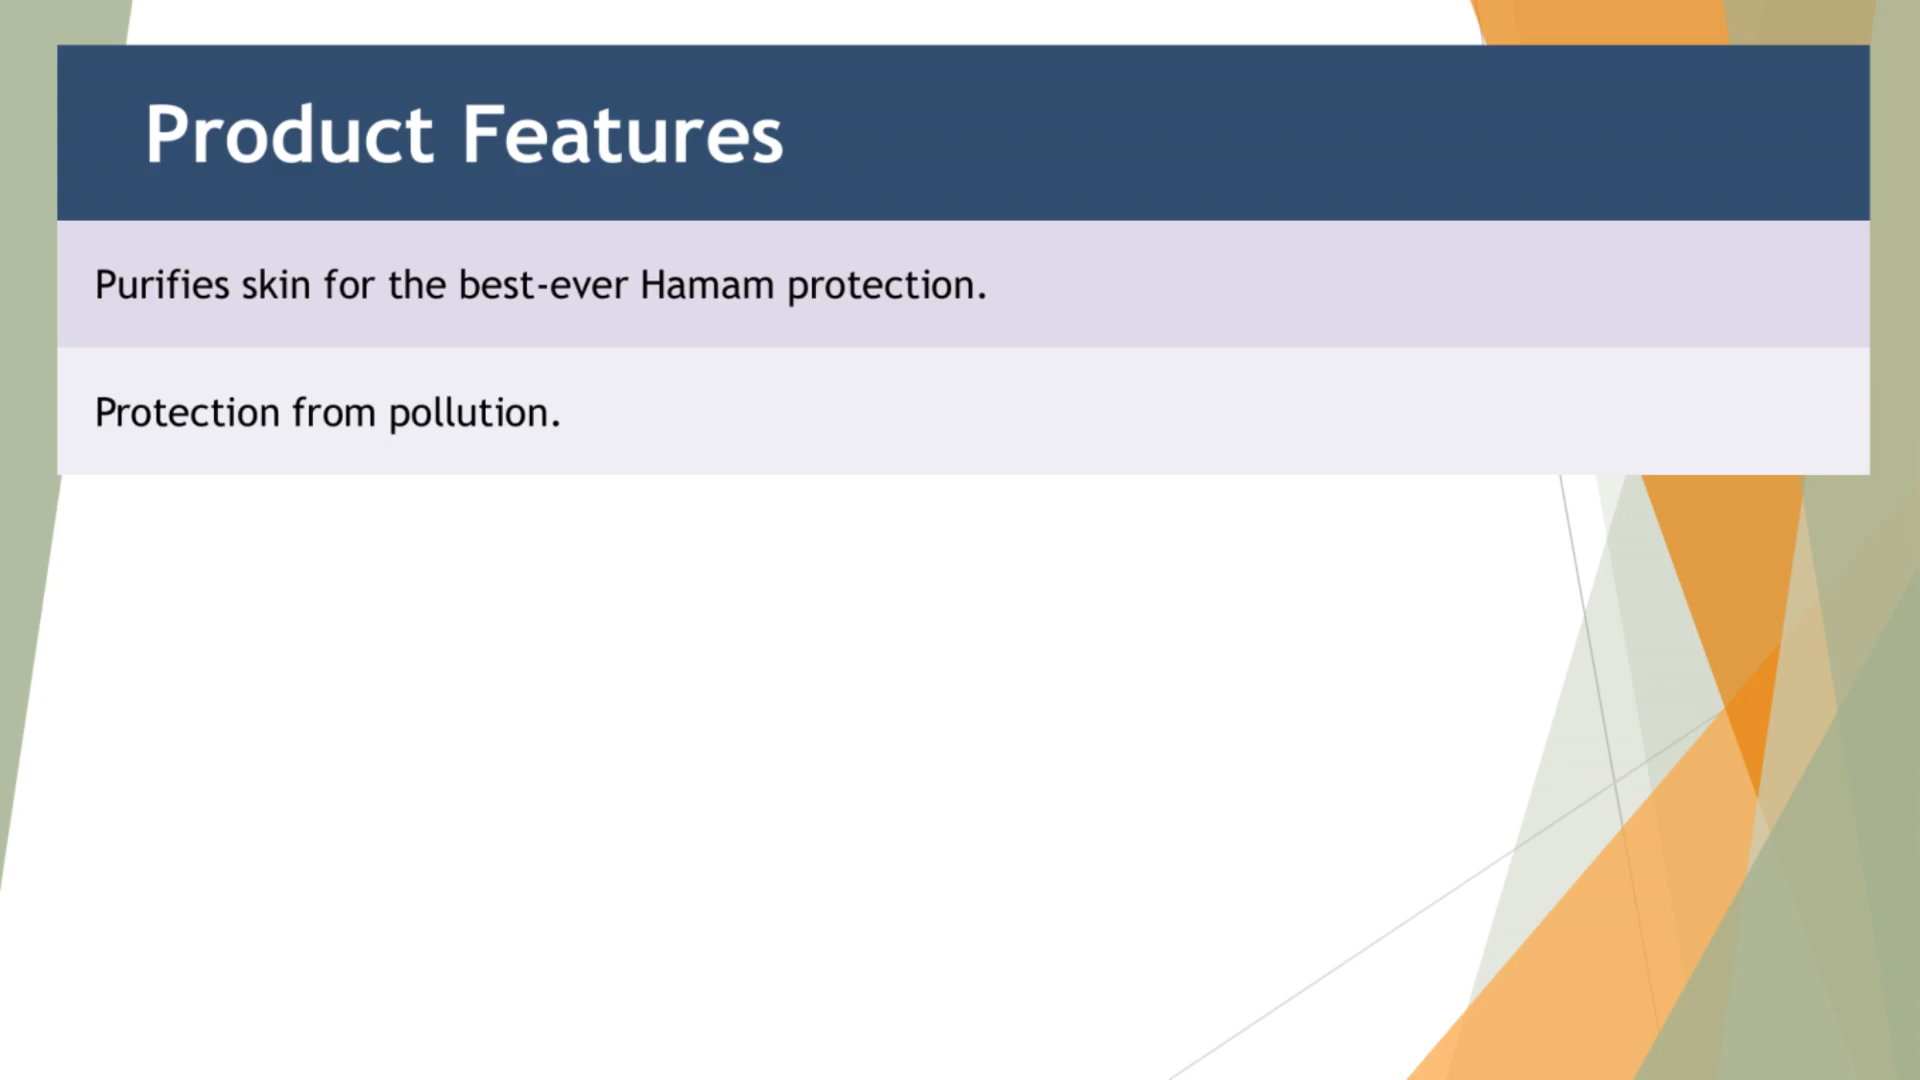 Product Features
Purifies skin for the best-ever Hamam protection.
Protection from pollution.